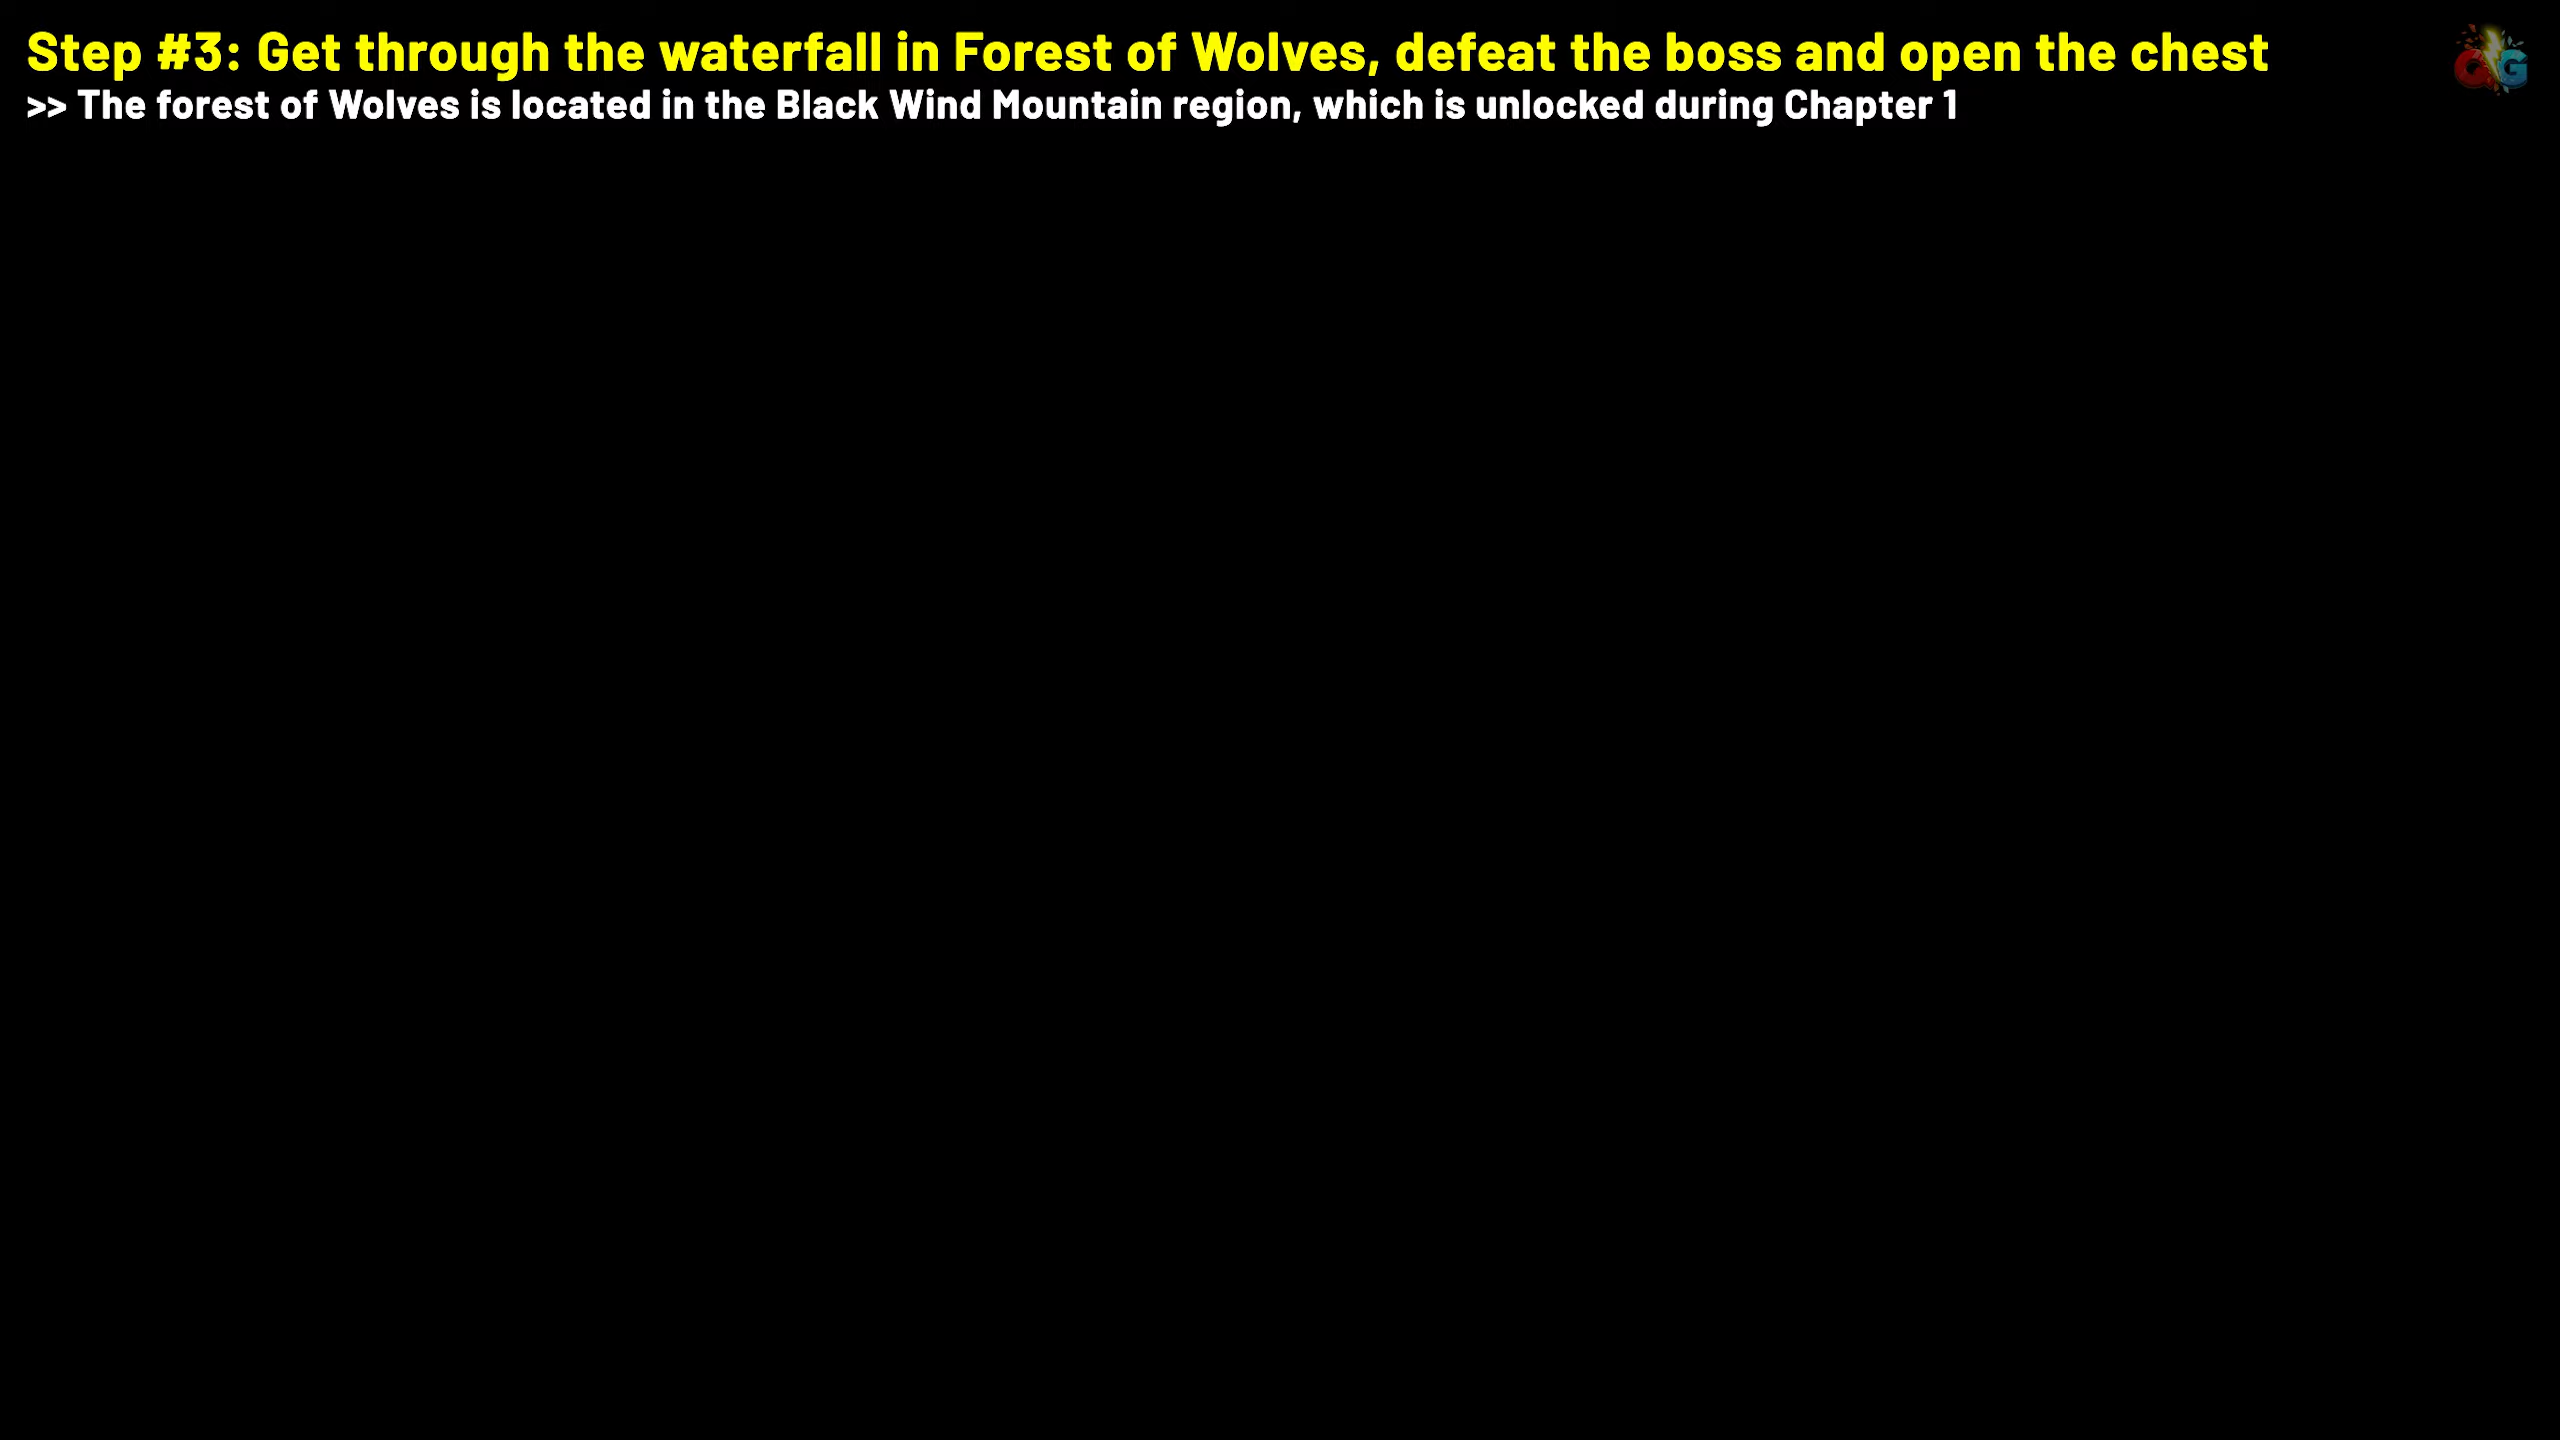 Step #3: Get through the waterfall in Forest of Wolves, defeat the boss and open the chest
>> The forest of Wolves is located in the Black Wind Mountain region, which is unlocked during Chapter 1